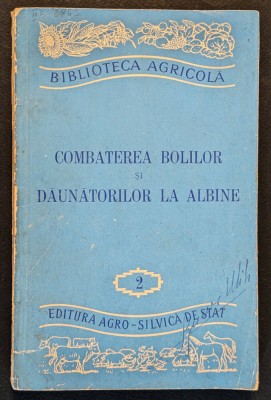 BIBLIOTECA AGRICOLĂ
COMBATEREA BOLILOR
ȘI
DĂUNĂTORILOR LA ALBINE
2
EDITURA AGRO-SILVICĂ DE STAT